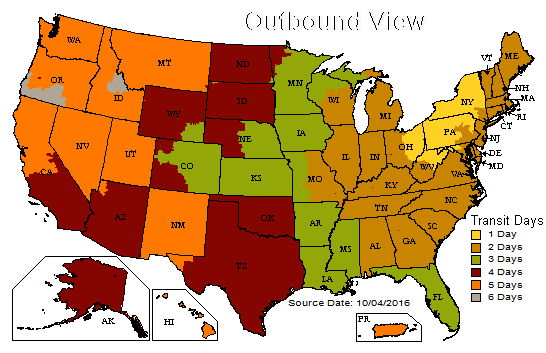 Outbound View
WA
MT
ND
MN
OR
ID
WY
SD
WI
MI
NY
VT
ME
NH
MA
RI
CT
NJ
DE
MD
PA
OH
WV
VA
NV
UT
CO
NE
IA
IL
IN
KS
MO
KY
CA
AZ
NM
OK
AR
TN
NC
SC
TX
LA
MS
AL
GA
FL
AK
HI
PR
Transit Days
1 Day
2 Days
3 Days
4 Days
5 Days
6 Days
Source Date: 10/04/2016